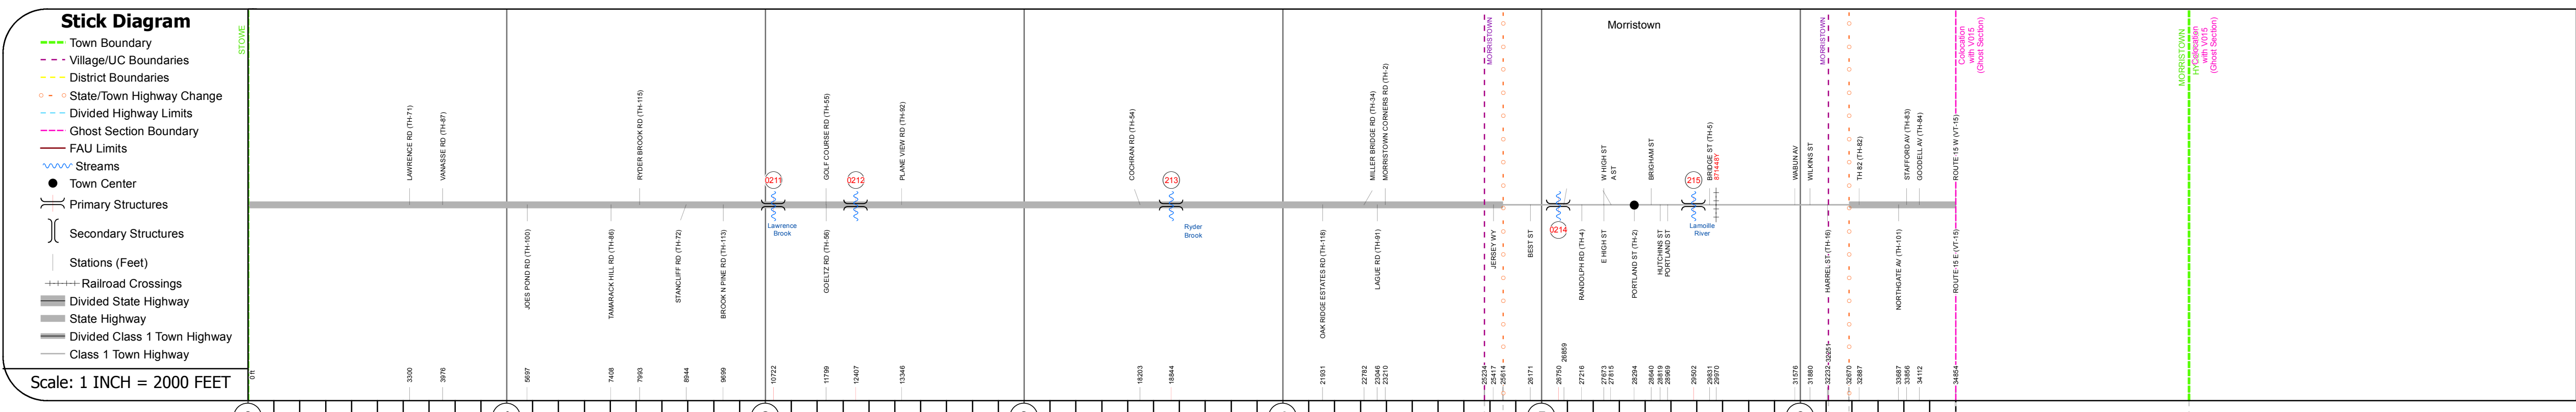 Stick Diagram
Town Boundary
Village/UC Boundaries
District Boundaries
State/Town Highway Change
Divided Highway Limits
Ghost Section Boundary
FAU Limits
Streams
Town Center
Primary Structures
Secondary Structures
Stations (Feet)
Railroad Crossings
Divided State Highway
State Highway
Divided Class 1 Town Highway
Class 1 Town Highway
Scale: 1 INCH = 2000 FEET
STOWE
LAWRENCE RD (TH-71)
VANASSE RD (TH-87)
JOES POND RD (TH-100)
TAMARACK HILL RD (TH-86)
RYDER BROOK RD (TH-115)
STANCLIFF RD (TH-72)
BROOK N PINE RD (TH-113)
0211
Lawrence
Brook
GOLF COURSE RD (TH-55)
GOELTZ RD (TH-56)
0212
PLANE VIEW RD (TH-92)
COCHRAN RD (TH-54)
213
Ryder
Brook
OAK RIDGE ESTATES RD (TH-118)
MILLER BRIDGE RD (TH-34)
LAGUE RD (TH-91)
MORRISTOWN CORNERS RD (TH-2)
MORRISTOWN
JERSEY WY
BEST ST
0214
RANDOLPH RD (TH-4)
W HIGH ST
A ST
E HIGH ST
Morristown
PORTLAND ST (TH-2)
BRIGHAM ST
HUTCHINS ST
PORTLAND ST
215
Lamoille
River
BRIDGE ST (TH-5)
871448Y
WABUN AV
WILKINS ST
MORRISTOWN
HARREL ST (TH-16)
TH 82 (TH-82)
NORTHGATE AV (TH-101)
STAFFORD AV (TH-83)
GOODELL AV (TH-84)
ROUTE 15 W (VT-15)
ROUTE 15 E (VT-15)
Colocation
with V015
(Ghost Section)
MORRISTOWN
Colocation
with V015
(Ghost Section)
0 ft
3300
3976
5697
7408
7993
8944
9699
10722
11799
12407
13346
18203
18844
21931
22782
23046
23210
25234
25417
25614
26171
26750
26859
27216
27673
27815
28294
28640
28819
28969
29502
29831
29970
31576
31880
32232
32251
32670
32887
33687
33856
34112
34854